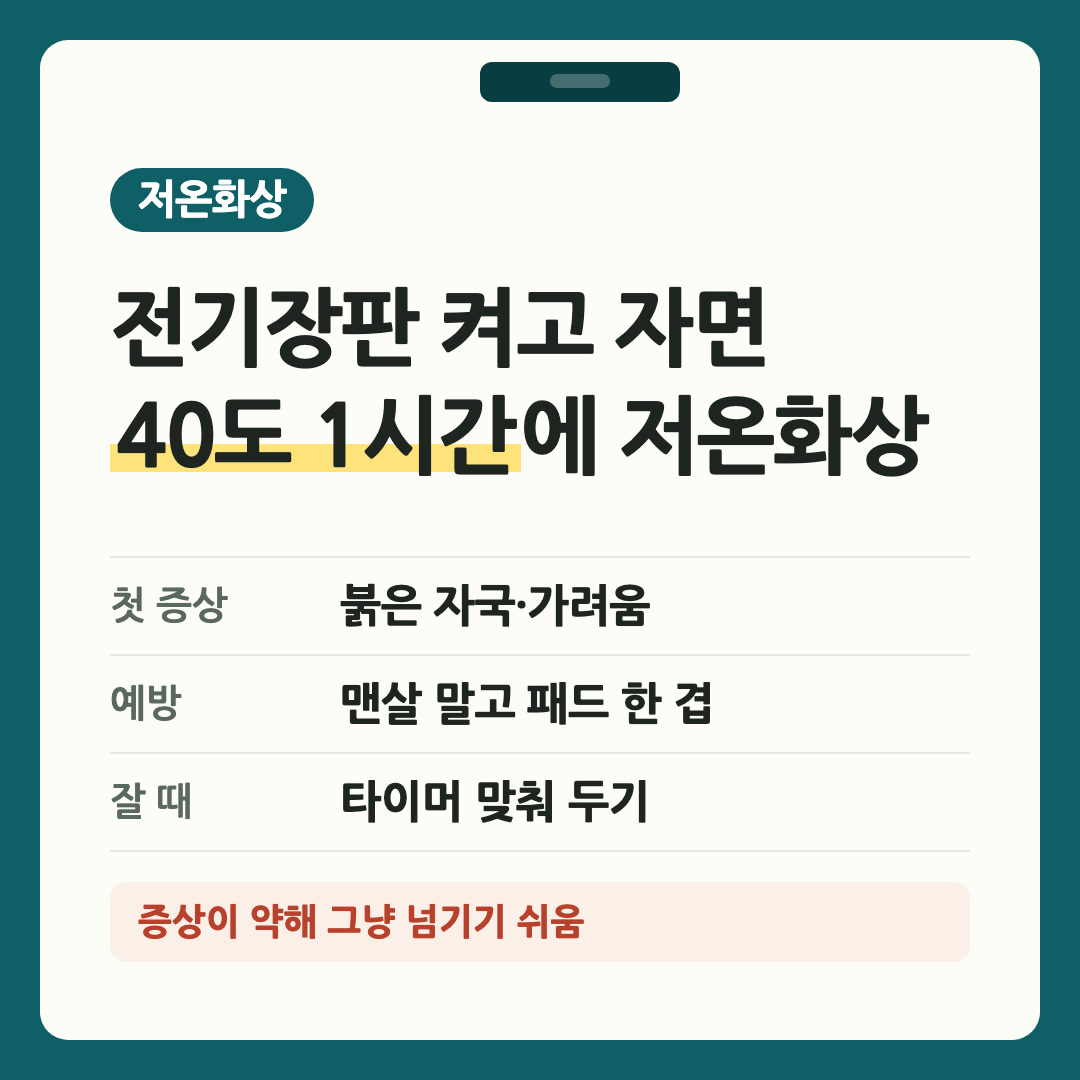 저온화상
전기장판 켜고 자면
40도 1시간에 저온화상
첫 증상 붉은 자국·가려움
예방 맨살 말고 패드 한 겹
잘 때 타이머 맞춰 두기
증상이 약해 그냥 넘기기 쉬움